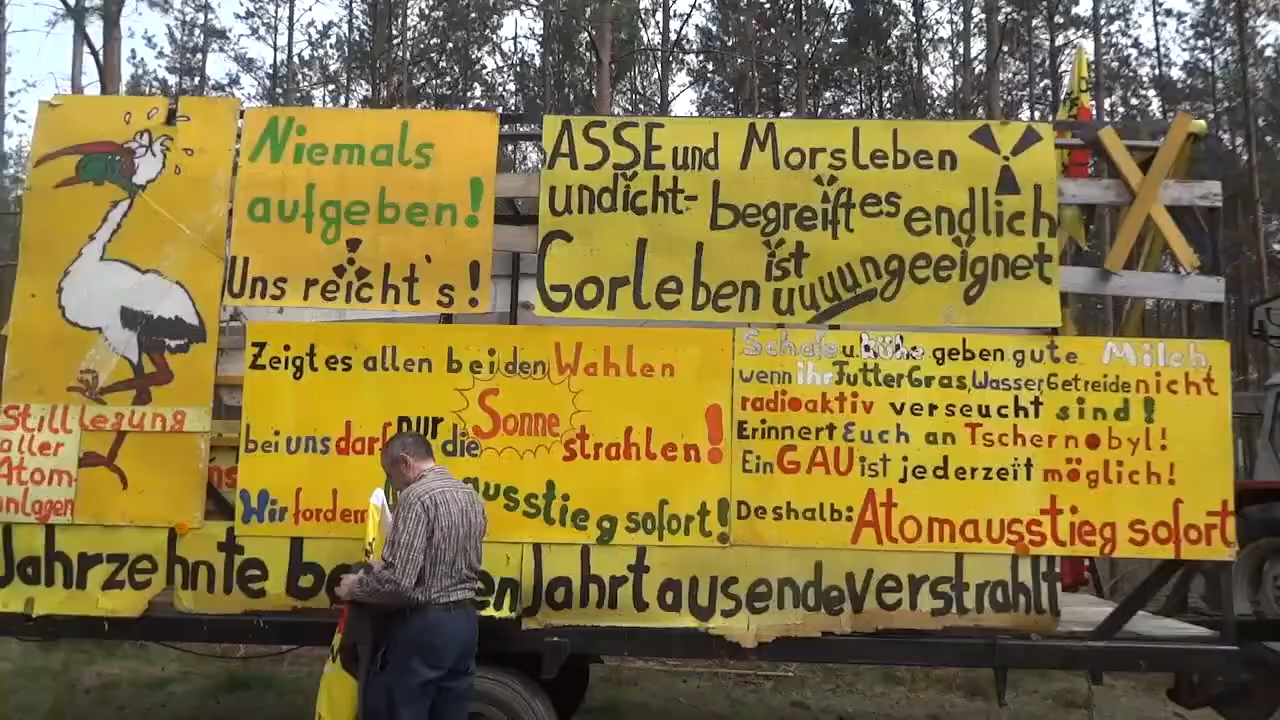 Niemals
aufgeben!
Uns reicht's!
ASSE und Morsleben
undicht- begreift es endlich
Gorleben ist uuuungeeignet
Stilllegung
aller
Atom-
anlagen
Zeigt es allen bei den Wahlen
bei uns darf nur die Sonne strahlen!
Wir fordern ausstieg sofort!
Schafe u. Kühe geben gute Milch,
wenn ihr Futter Gras, Wasser Getreide nicht
radioaktiv verseucht sind!
Erinnert Euch an Tschernobyl!
Ein GAU ist jederzeit möglich!
Deshalb: Atomausstieg sofort
Jahrzehnte be en Jahrtausende verstrahlt